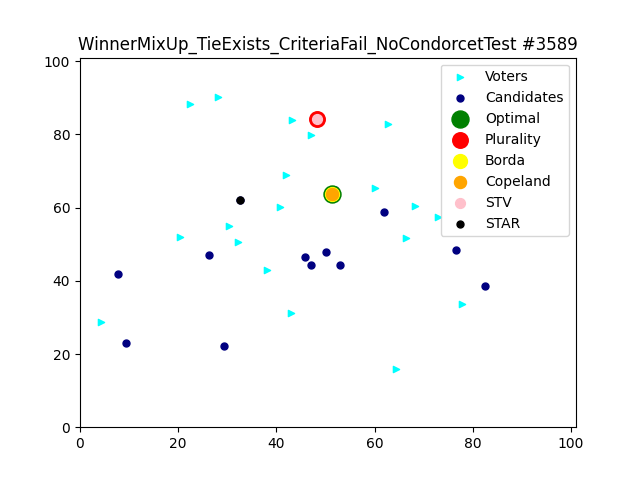 WinnerMixUp_TieExists_CriteriaFail_NoCondorcetTest #3589
100
80
60
40
20
0
0 20 40 60 80 100
Voters
Candidates
Optimal
Plurality
Borda
Copeland
STV
STAR